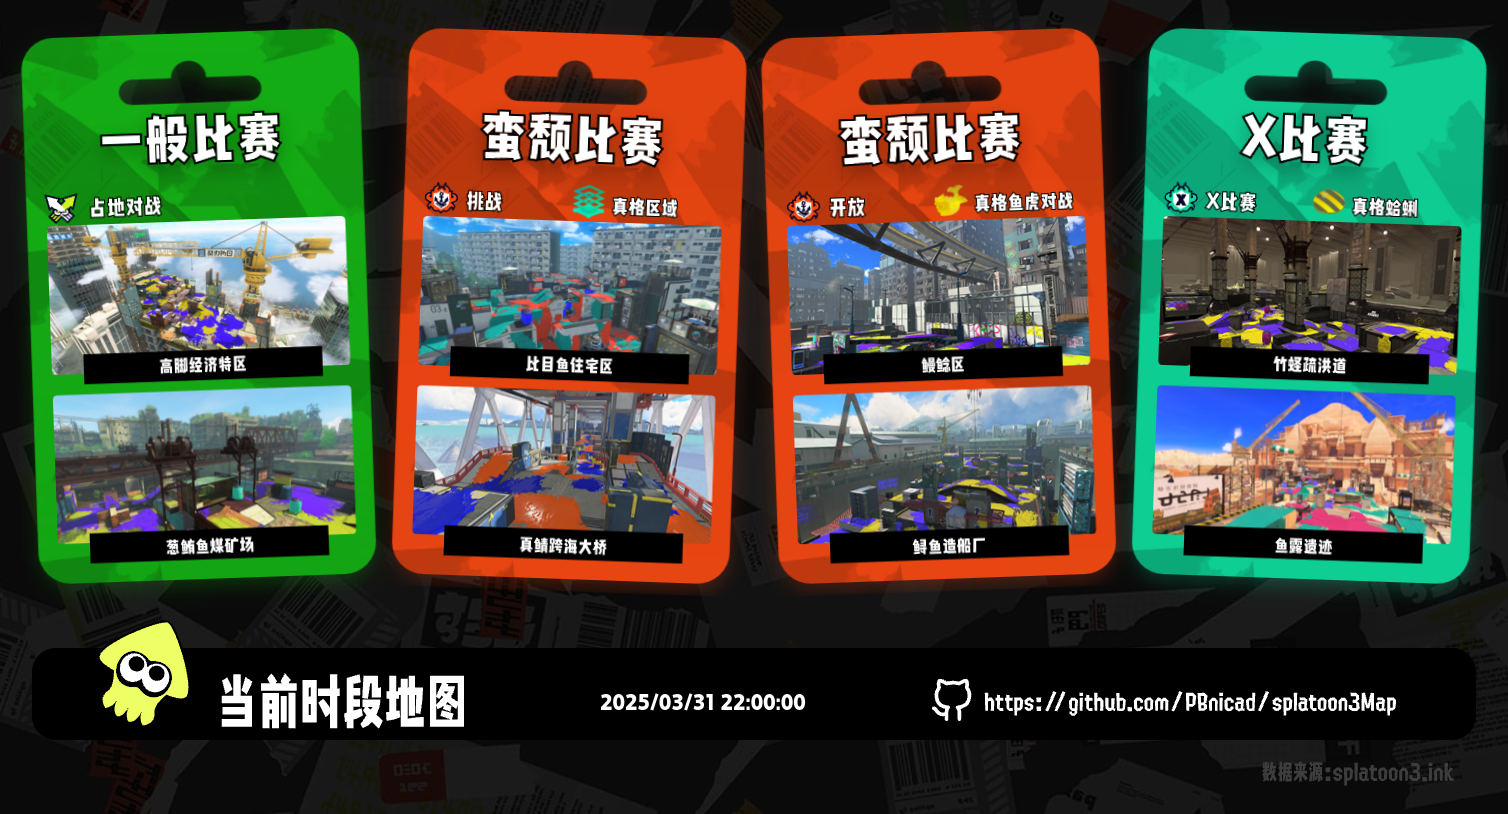 一般比赛
占地对战
高脚经济特区
葱鲔鱼煤矿场
蛮颓比赛
挑战
真格区域
比目鱼住宅区
真鲭跨海大桥
蛮颓比赛
开放
真格鱼虎对战
鳗鲶区
鲟鱼造船厂
X比赛
X比赛
真格蛤蜊
竹蛏疏洪道
鱼露遗迹
当前时段地图
2025/03/31 22:00:00
https://github.com/PBnicad/splatoon3Map
数据来源:splatoon3.ink